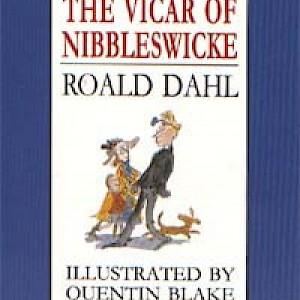 THE VICAR OF
NIBBLESWICKE
ROALD DAHL
ILLUSTRATED BY
QUENTIN BLAKE